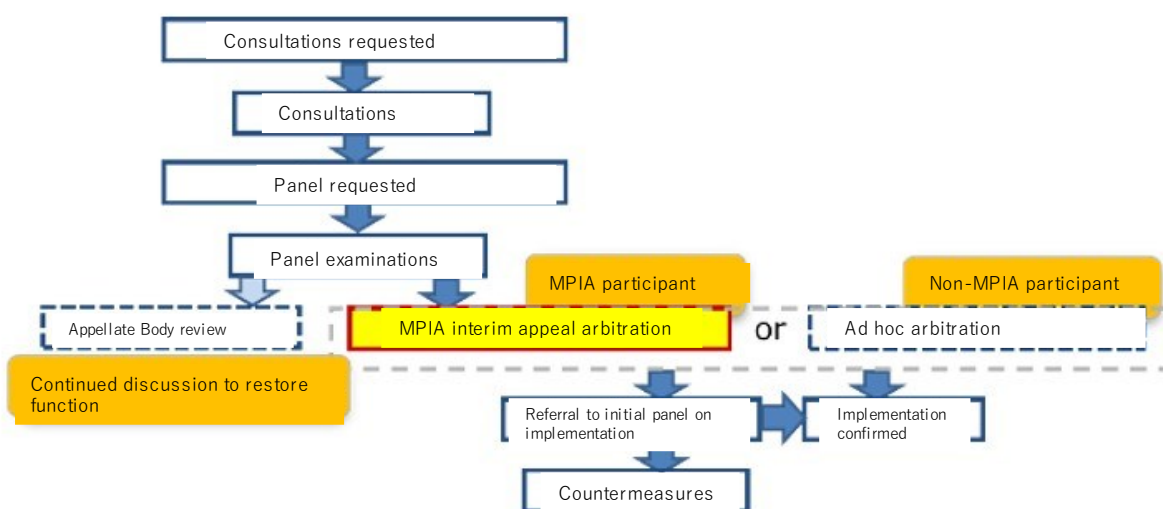 Consultations requested
Consultations
Panel requested
Panel examinations
MPIA participant
Non-MPIA participant
Appellate Body review
MPIA interim appeal arbitration
or
Ad hoc arbitration
Continued discussion to restore
function
Referral to initial panel on
implementation
Implementation
confirmed
Countermeasures